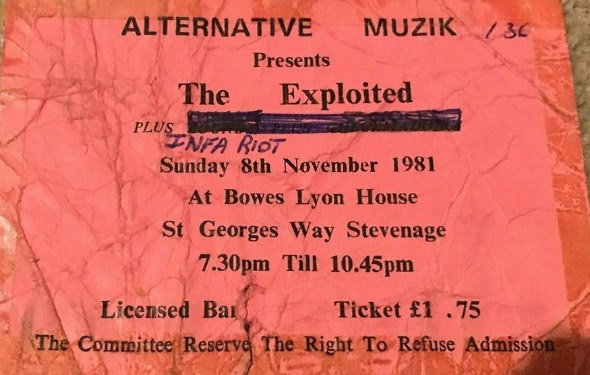 ALTERNATIVE MUZIK 136
Presents
The Exploited
PLUS
INFA RIOT
Sunday 8th November 1981
At Bowes Lyon House
St Georges Way Stevenage
7.30pm Till 10.45pm
Licensed Bar Ticket £1 .75
The Committee Reserve The Right To Refuse Admission